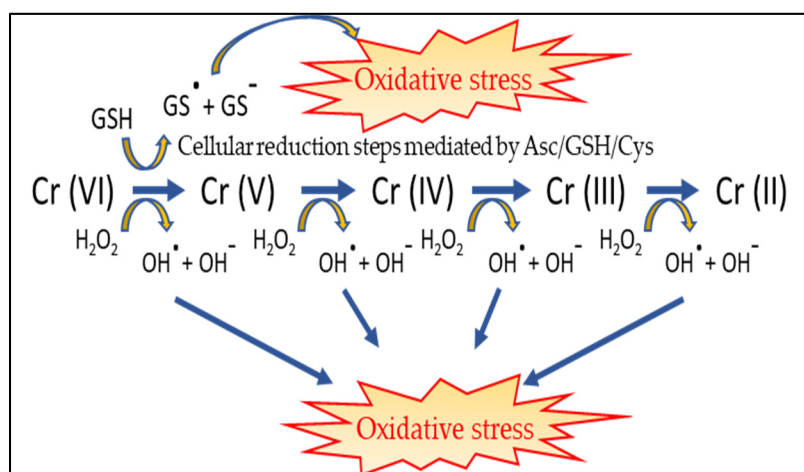 Oxidative stress
GS• + GS⁻
GSH
Cellular reduction steps mediated by Asc/GSH/Cys
Cr (VI) Cr (V) Cr (IV) Cr (III) Cr (II)
H₂O₂ H₂O₂ H₂O₂ H₂O₂
OH• + OH⁻ OH• + OH⁻ OH• + OH⁻ OH• + OH⁻
Oxidative stress